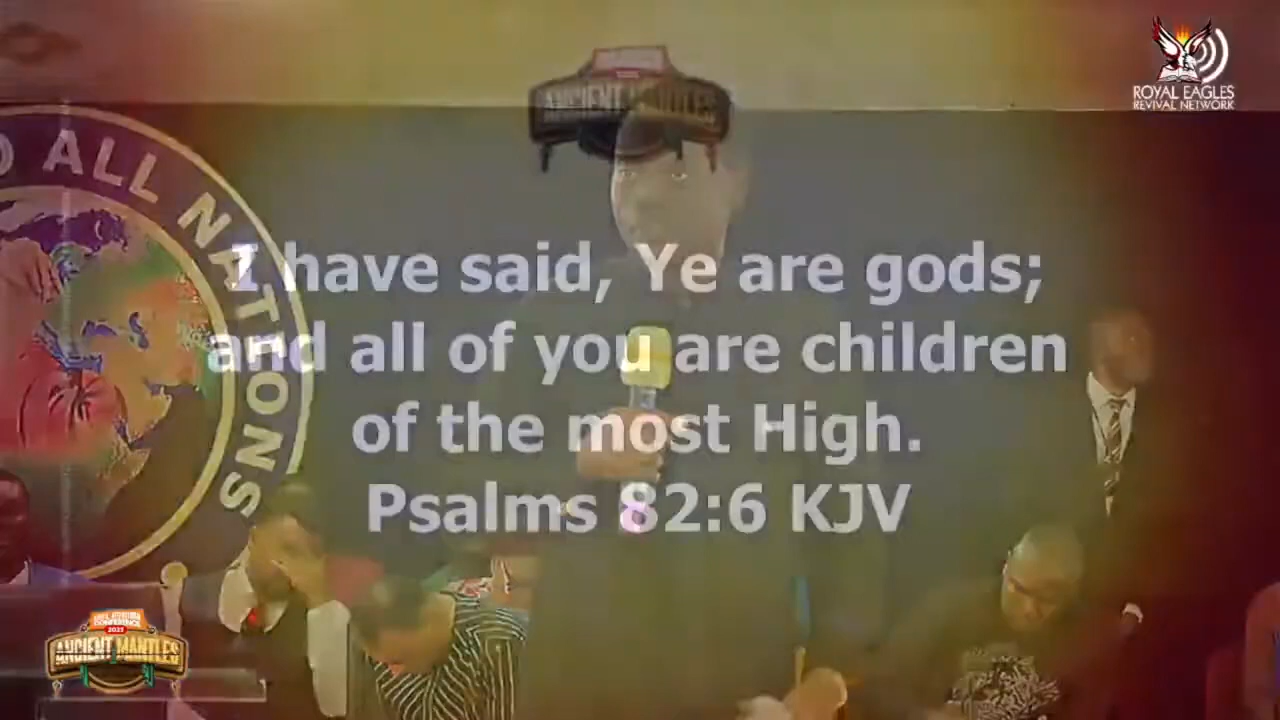 ROYAL EAGLES
REVIVAL NETWORK
ANCIENT MANTLES
ALL NATIONS
I have said, Ye are gods;
and all of you are children
of the most High.
Psalms 82:6 KJV
CONFERENCE
ANCIENT MANTLES